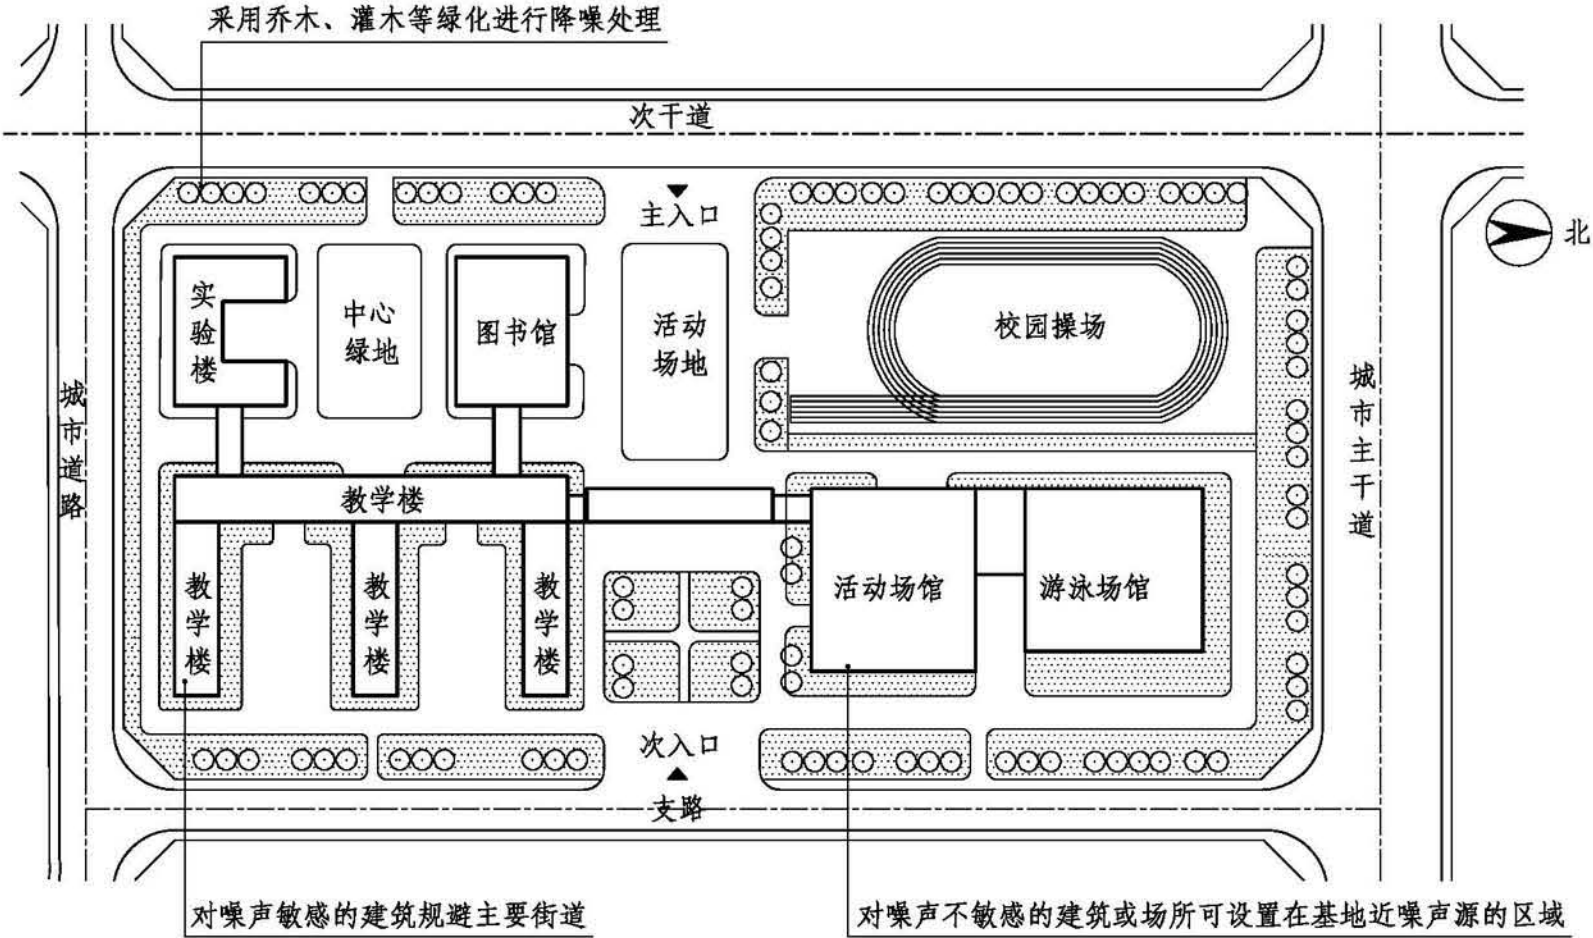 采用乔木、灌木等绿化进行降噪处理
次干道
主入口
北
实验楼
中心
绿地
图书馆
活动
场地
校园操场
城市道路
城市主干道
教学楼
教学楼
教学楼
教学楼
活动场馆
游泳场馆
次入口
支路
对噪声敏感的建筑规避主要街道
对噪声不敏感的建筑或场所可设置在基地近噪声源的区域